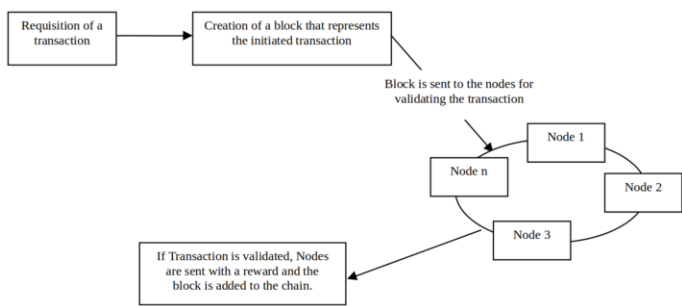 Requisition of a
transaction
Creation of a block that represents
the initiated transaction
Block is sent to the nodes for
validating the transaction
Node 1
Node n
Node 2
Node 3
If Transaction is validated, Nodes
are sent with a reward and the
block is added to the chain.